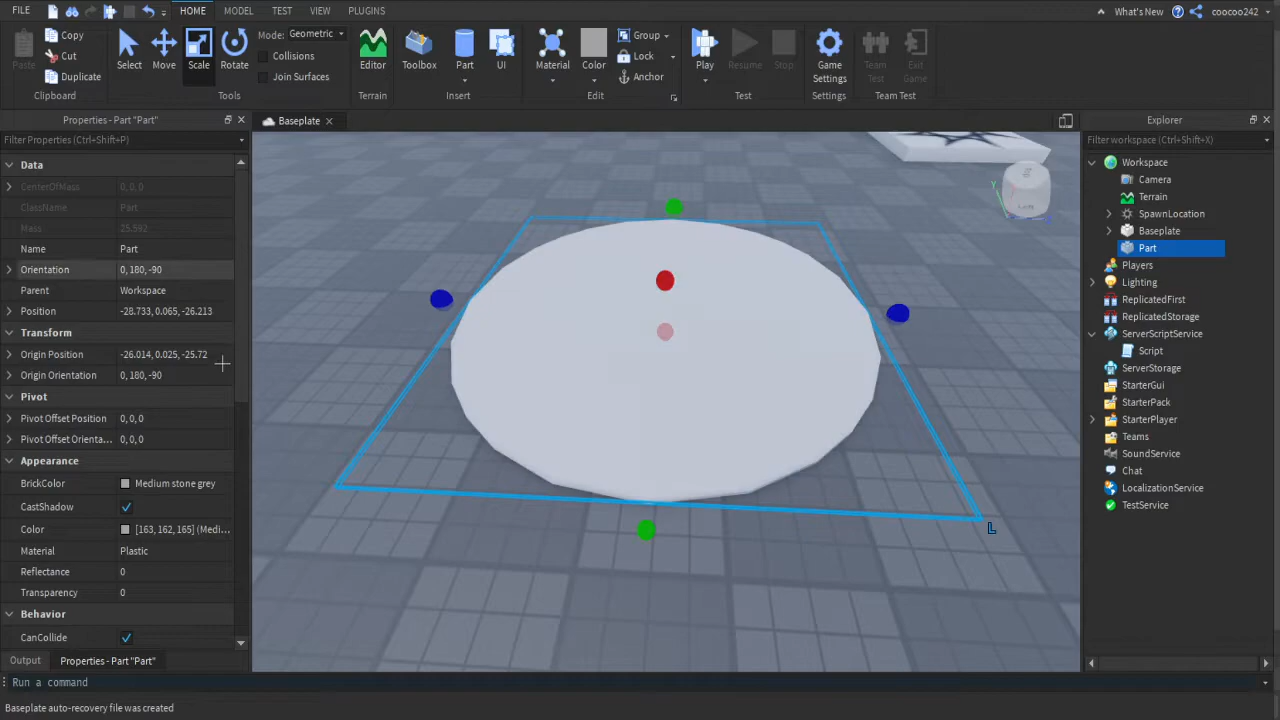 FILE HOME MODEL TEST VIEW PLUGINS What's New coocoo242
Paste Copy Cut Duplicate Select Move Scale Rotate Mode: Geometric Collisions Join Surfaces Editor Toolbox Part UI Material Color Group Lock Anchor Play Resume Stop Game Settings Team Test Exit Game
Clipboard Tools Terrain Insert Edit Test Settings Team Test
Properties - Part "Part"
Filter Properties (Ctrl+Shift+P)
Data
CenterOfMass 0, 0, 0
ClassName Part
Mass 25.592
Name Part
Orientation 0, 180, -90
Parent Workspace
Position -28.733, 0.065, -26.213
Transform
Origin Position -26.014, 0.025, -25.72
Origin Orientation 0, 180, -90
Pivot
Pivot Offset Position 0, 0, 0
Pivot Offset Orienta... 0, 0, 0
Appearance
BrickColor Medium stone grey
CastShadow
Color [163, 162, 165] (Medi...
Material Plastic
Reflectance 0
Transparency 0
Behavior
CanCollide
Output Properties - Part "Part"
Baseplate
Y
L
Explorer
Filter workspace (Ctrl+Shift+X)
Workspace
Camera
Terrain
SpawnLocation
Baseplate
Part
Players
Lighting
ReplicatedFirst
ReplicatedStorage
ServerScriptService
Script
ServerStorage
StarterGui
StarterPack
StarterPlayer
Teams
SoundService
Chat
LocalizationService
TestService
Run a command
Baseplate auto-recovery file was created